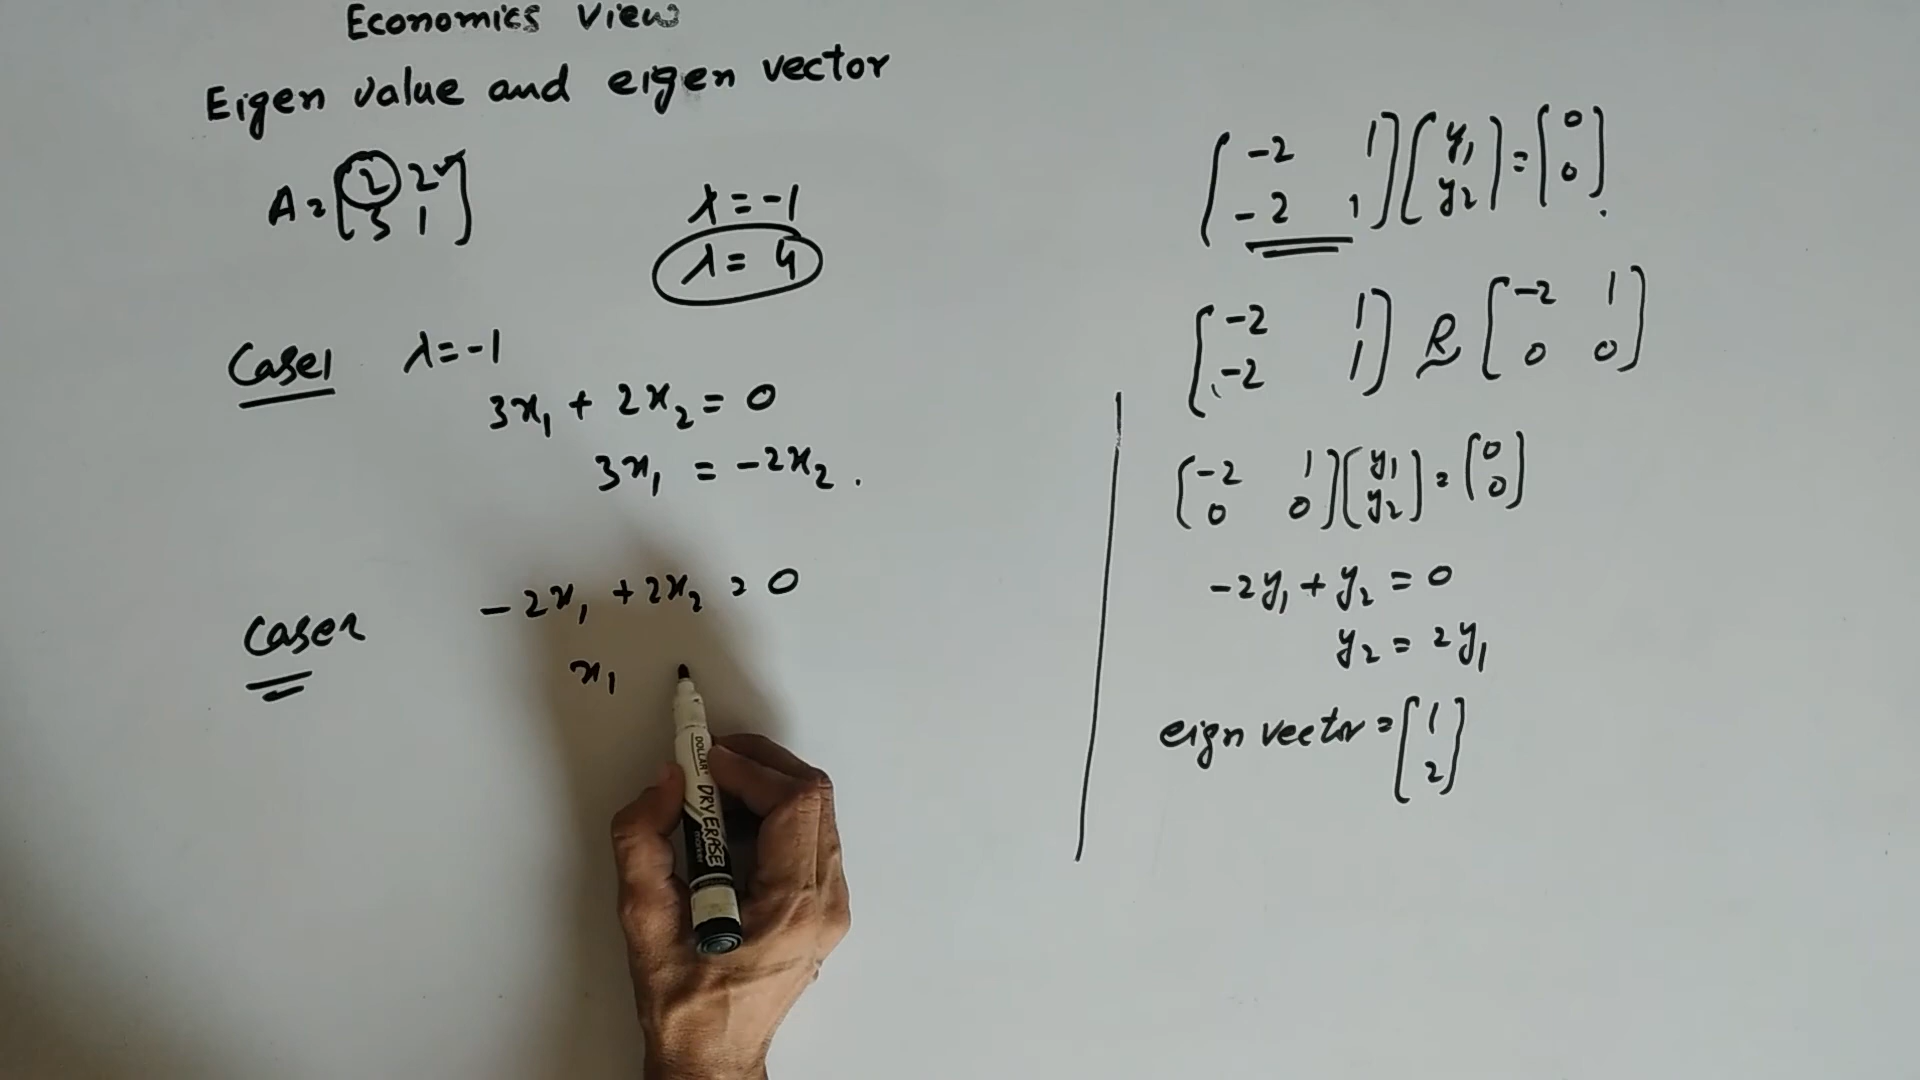 Economics view
Eigen value and eigen vector
A = [2 2
3 1]
λ = -1
λ = 4
Case1 λ = -1
3x₁ + 2x₂ = 0
3x₁ = -2x₂.
Case2 -2x₁ + 2x₂ = 0
x₁
DOLLAR DRY ERASE marker
[-2 1
-2 1] [y₁
y₂] = [0
0].
[-2 1
-2 1] R [-2 1
0 0]
[-2 1
0 0] [y₁
y₂] = [0
0]
-2y₁ + y₂ = 0
y₂ = 2y₁
eign vector = [1
2]